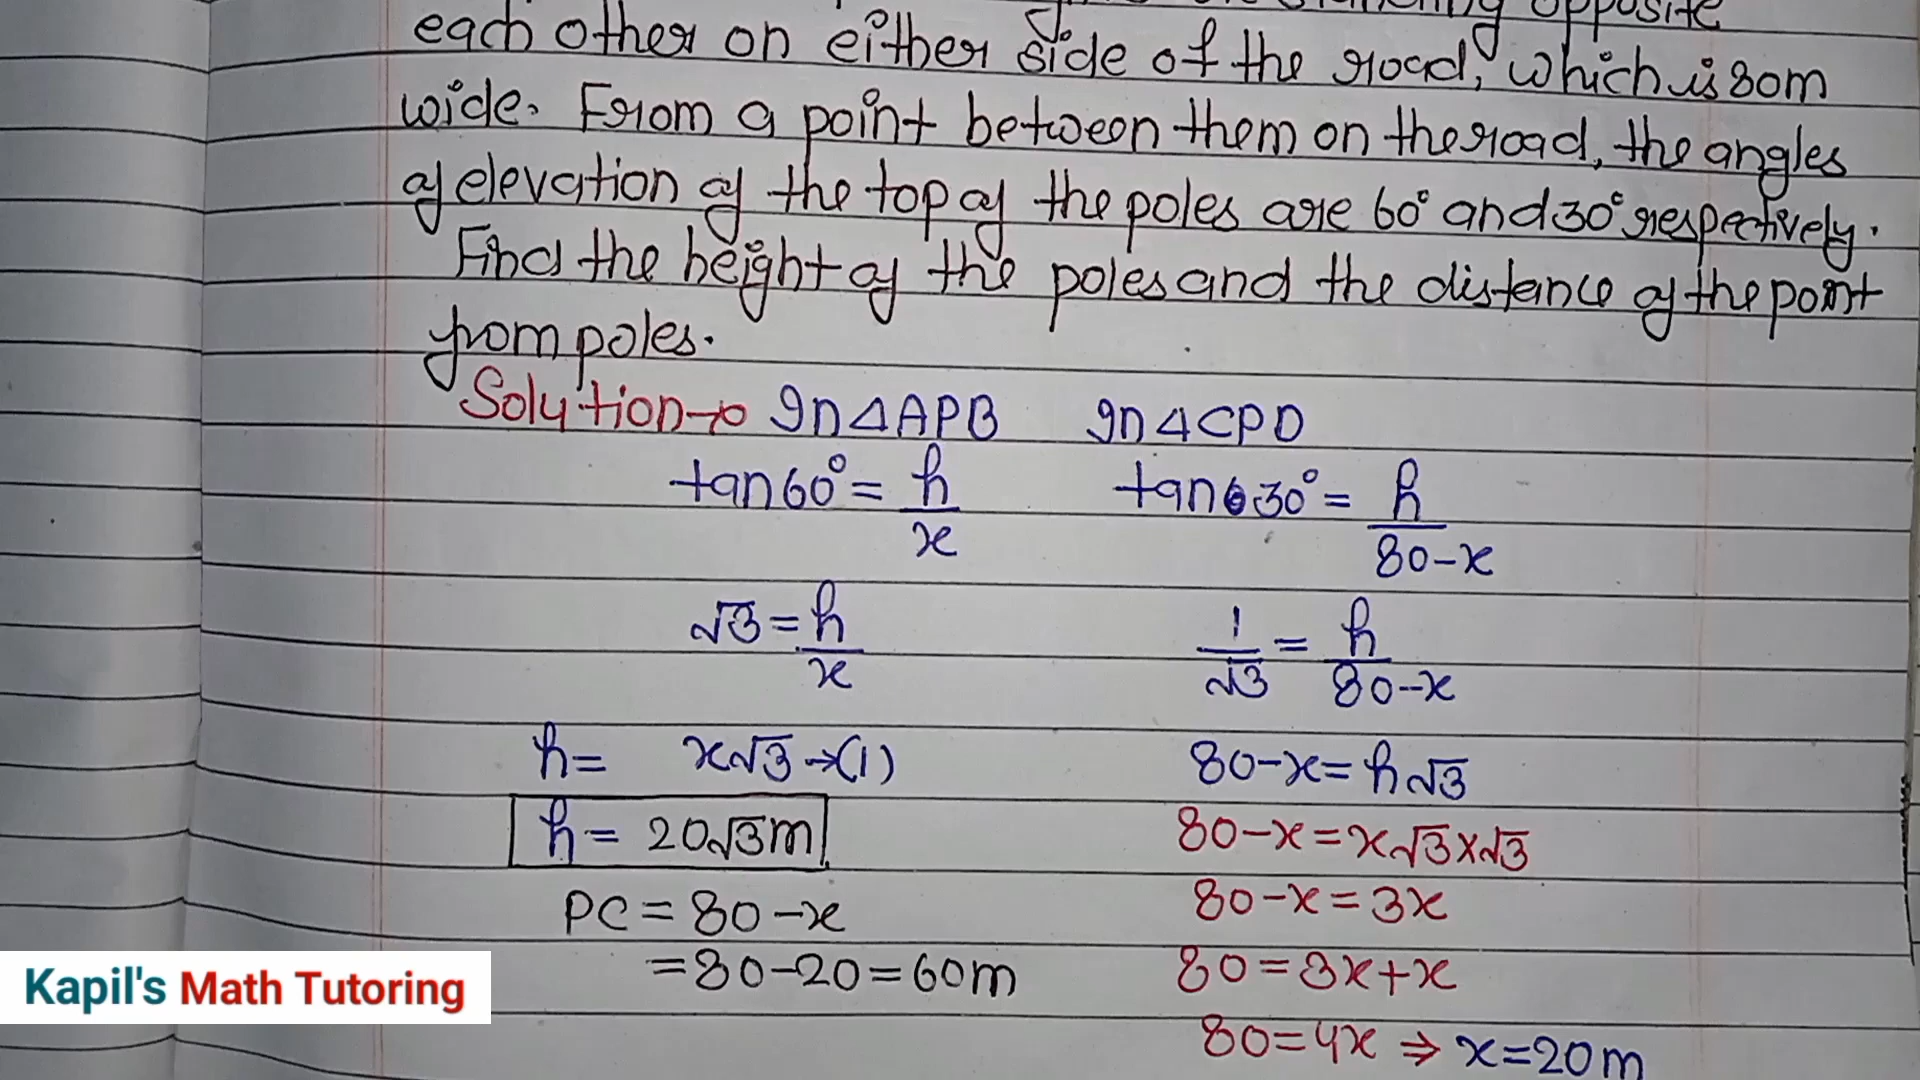 standing opposite
each other on either side of the road, which is 80m
wide. From a point between them on the road, the angles
of elevation of the top of the poles are 60° and 30° respectively.
Find the height of the poles and the distance of the point
from poles.
Solution→ In △APB In △CPD
tan60° = h/x tan30° = h/80-x
√3 = h/x 1/√3 = h/80-x
h = x√3 →(1) 80-x = h√3
h = 20√3m 80-x = x√3×√3
PC = 80-x 80-x = 3x
=80-20=60m 80=3x+x
80=4x ⇒ x=20m
Kapil's Math Tutoring